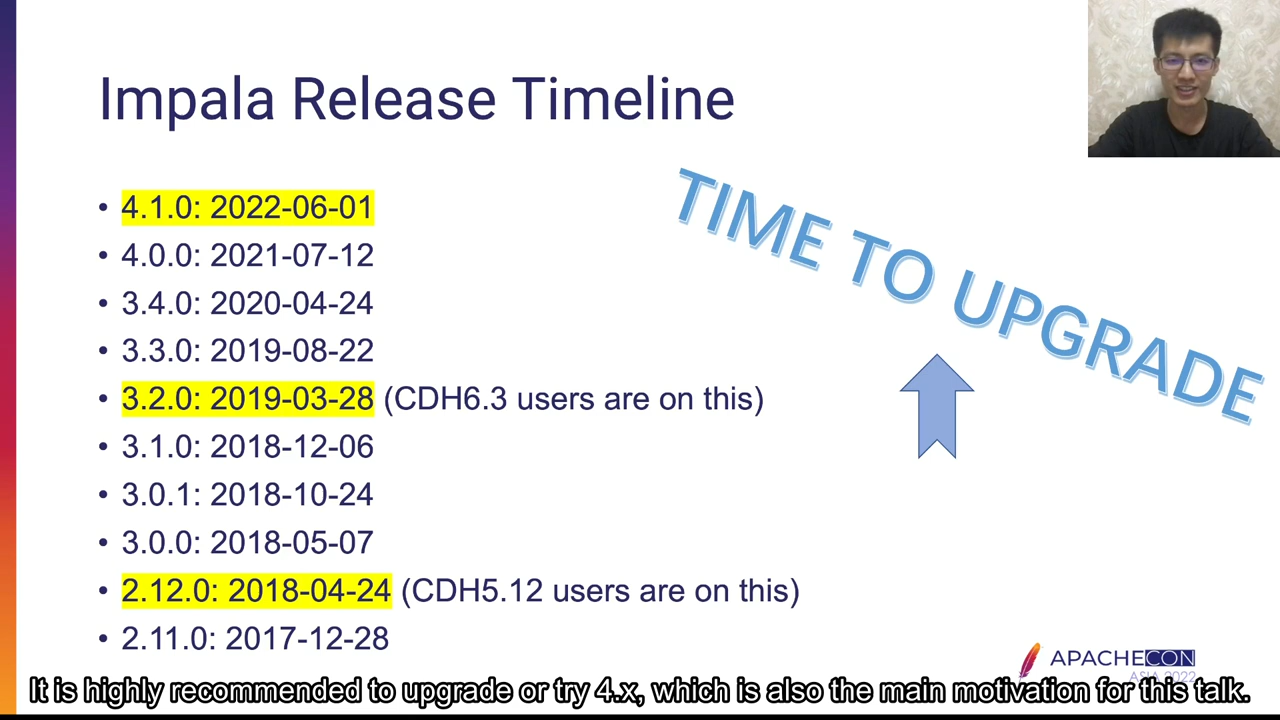 Impala Release Timeline
TIME TO UPGRADE
• 4.1.0: 2022-06-01
• 4.0.0: 2021-07-12
• 3.4.0: 2020-04-24
• 3.3.0: 2019-08-22
• 3.2.0: 2019-03-28 (CDH6.3 users are on this)
• 3.1.0: 2018-12-06
• 3.0.1: 2018-10-24
• 3.0.0: 2018-05-07
• 2.12.0: 2018-04-24 (CDH5.12 users are on this)
• 2.11.0: 2017-12-28
APACHECON
ASIA 2022
It is highly recommended to upgrade or try 4.x, which is also the main motivation for this talk.